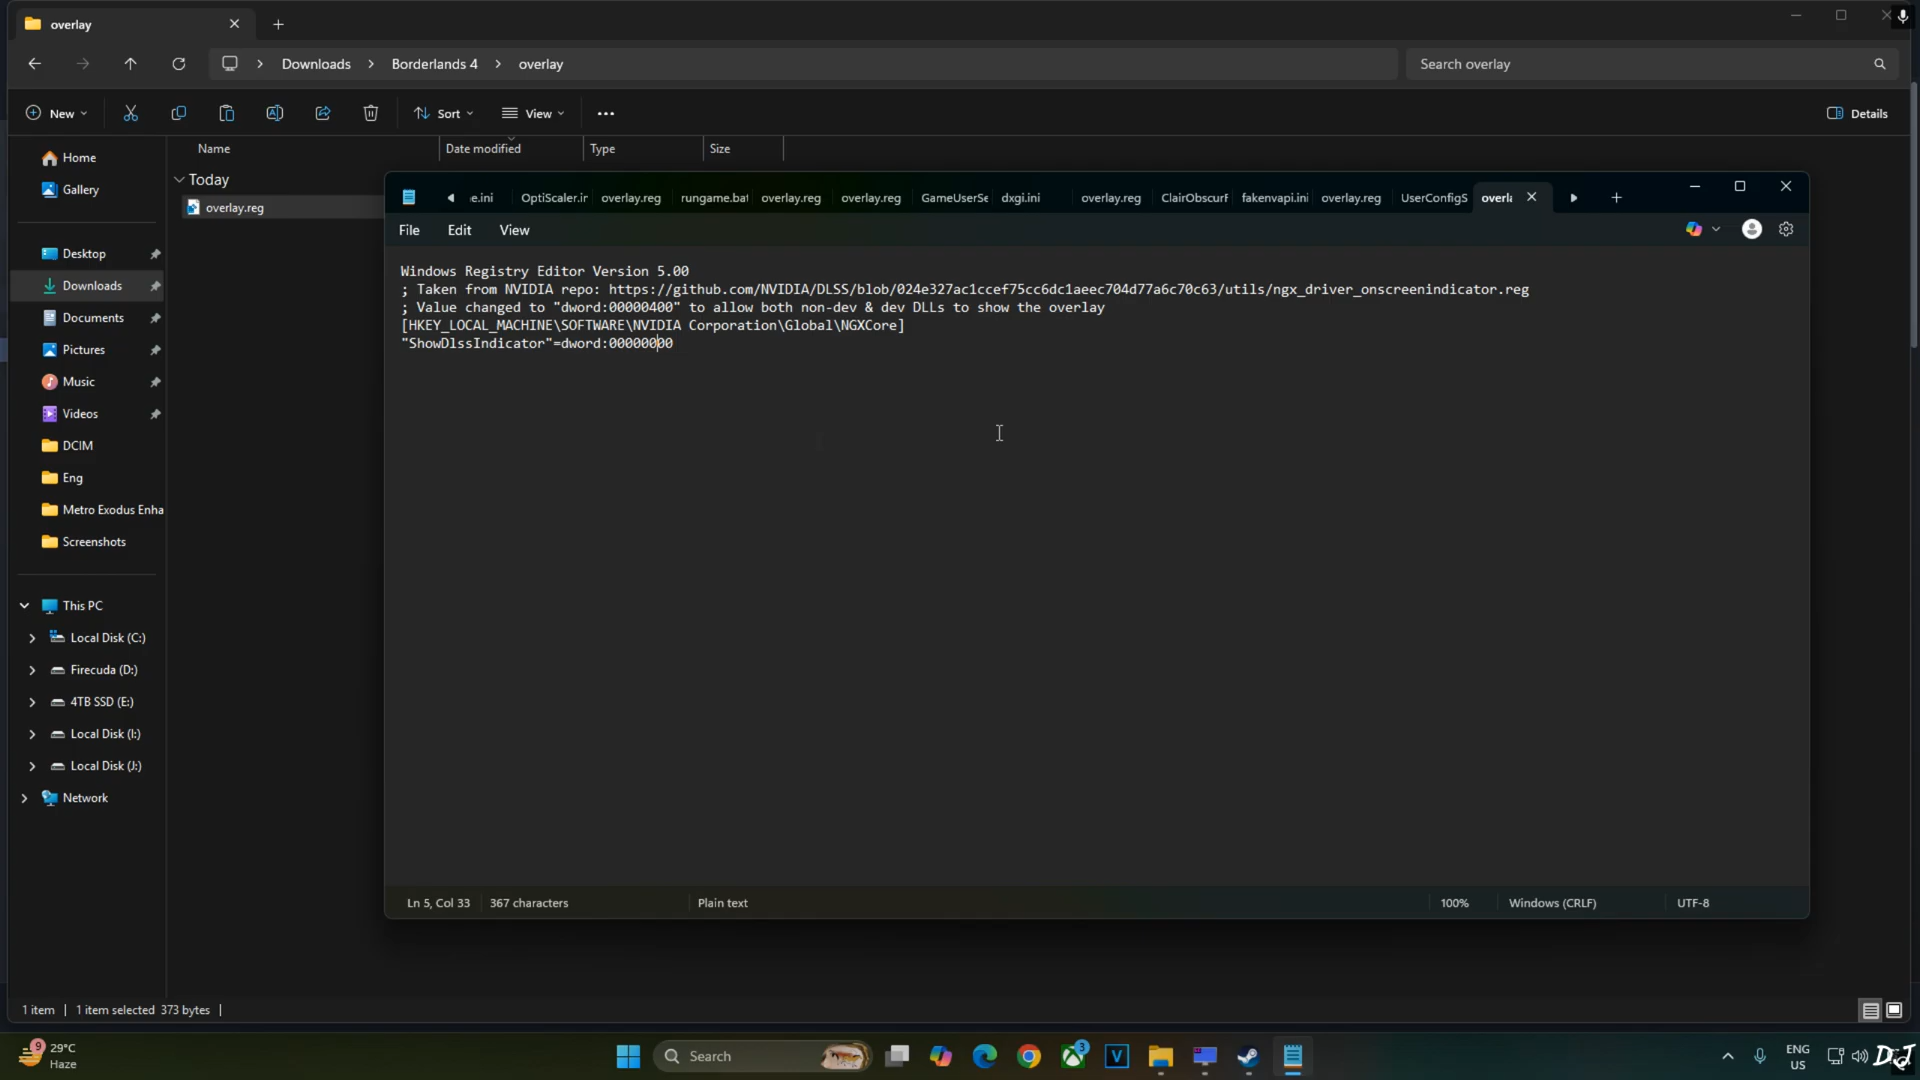 overlay
Downloads > Borderlands 4 > overlay
Search overlay
New
Sort
View
Details
Name
Date modified
Type
Size
Home
Gallery
Desktop
Downloads
Documents
Pictures
Music
Videos
DCIM
Eng
Metro Exodus Enha
Screenshots
This PC
Local Disk (C:)
Firecuda (D:)
4TB SSD (E:)
Local Disk (I:)
Local Disk (J:)
Network
Today
overlay.reg
e.ini
OptiScaler.ir
overlay.reg
rungame.bat
overlay.reg
overlay.reg
GameUserSe
dxgi.ini
overlay.reg
ClairObscurF
fakenvapi.ini
overlay.reg
UserConfigS
overla
File
Edit
View
Windows Registry Editor Version 5.00
; Taken from NVIDIA repo: https://github.com/NVIDIA/DLSS/blob/024e327ac1ccef75cc6dc1aeec704d77a6c70c63/utils/ngx_driver_onscreenindicator.reg
; Value changed to "dword:00000400" to allow both non-dev & dev DLLs to show the overlay
[HKEY_LOCAL_MACHINE\SOFTWARE\NVIDIA Corporation\Global\NGXCore]
"ShowDlssIndicator"=dword:00000000
Ln 5, Col 33
367 characters
Plain text
100%
Windows (CRLF)
UTF-8
1 item
1 item selected 373 bytes
9
29°C
Haze
Search
3
V
ENG
US
DJ